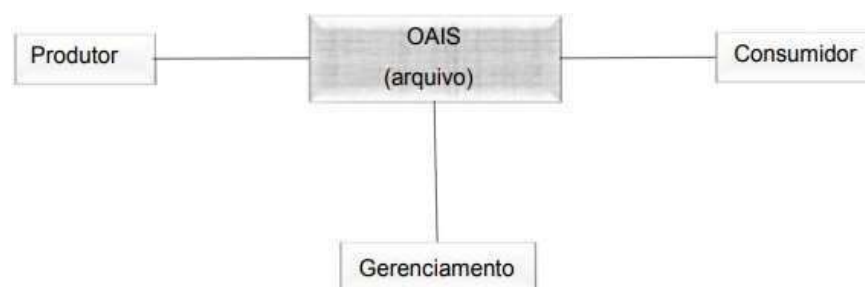 OAIS
Produtor
Consumidor
(arquivo)
Gerenciamento